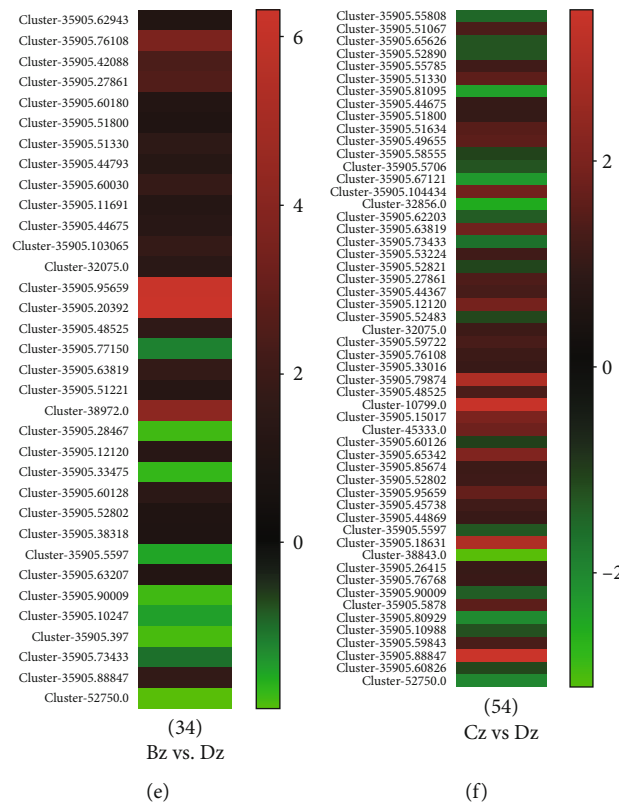 Cluster-35905.62943
Cluster-35905.76108
Cluster-35905.42088
Cluster-35905.27861
Cluster-35905.60180
Cluster-35905.51800
Cluster-35905.51330
Cluster-35905.44793
Cluster-35905.60030
Cluster-35905.11691
Cluster-35905.44675
Cluster-35905.103065
Cluster-32075.0
Cluster-35905.95659
Cluster-35905.20392
Cluster-35905.48525
Cluster-35905.77150
Cluster-35905.63819
Cluster-35905.51221
Cluster-38972.0
Cluster-35905.28467
Cluster-35905.12120
Cluster-35905.33475
Cluster-35905.60128
Cluster-35905.52802
Cluster-35905.38318
Cluster-35905.5597
Cluster-35905.63207
Cluster-35905.90009
Cluster-35905.10247
Cluster-35905.397
Cluster-35905.73433
Cluster-35905.88847
Cluster-52750.0
6
4
2
0
(34)
Bz vs. Dz
(e)
Cluster-35905.55808
Cluster-35905.51067
Cluster-35905.65626
Cluster-35905.52890
Cluster-35905.55785
Cluster-35905.51330
Cluster-35905.81095
Cluster-35905.44675
Cluster-35905.51800
Cluster-35905.51634
Cluster-35905.49655
Cluster-35905.58555
Cluster-35905.5706
Cluster-35905.67121
Cluster-35905.104434
Cluster-32856.0
Cluster-35905.62203
Cluster-35905.63819
Cluster-35905.73433
Cluster-35905.53224
Cluster-35905.52821
Cluster-35905.27861
Cluster-35905.44367
Cluster-35905.12120
Cluster-35905.52483
Cluster-32075.0
Cluster-35905.59722
Cluster-35905.76108
Cluster-35905.33016
Cluster-35905.79874
Cluster-35905.48525
Cluster-10799.0
Cluster-35905.15017
Cluster-45333.0
Cluster-35905.60126
Cluster-35905.65342
Cluster-35905.85674
Cluster-35905.52802
Cluster-35905.95659
Cluster-35905.45738
Cluster-35905.44869
Cluster-35905.5597
Cluster-35905.18631
Cluster-38843.0
Cluster-35905.26415
Cluster-35905.76768
Cluster-35905.90009
Cluster-35905.5878
Cluster-35905.80929
Cluster-35905.10988
Cluster-35905.59843
Cluster-35905.88847
Cluster-35905.60826
Cluster-52750.0
2
0
−2
(54)
Cz vs Dz
(f)